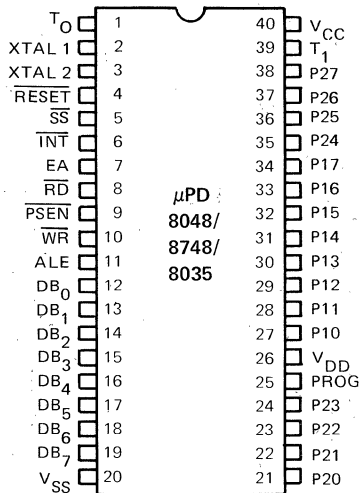 T0 1 40 VCC
XTAL 1 2 39 T1
XTAL 2 3 38 P27
RESET 4 37 P26
SS 5 36 P25
INT 6 35 P24
EA 7 34 P17
RD 8 33 P16
PSEN 9 μPD 32 P15
WR 10 8048/ 31 P14
ALE 11 8748/ 30 P13
DB0 12 8035 29 P12
DB1 13 28 P11
DB2 14 27 P10
DB3 15 26 VDD
DB4 16 25 PROG
DB5 17 24 P23
DB6 18 23 P22
DB7 19 22 P21
VSS 20 21 P20